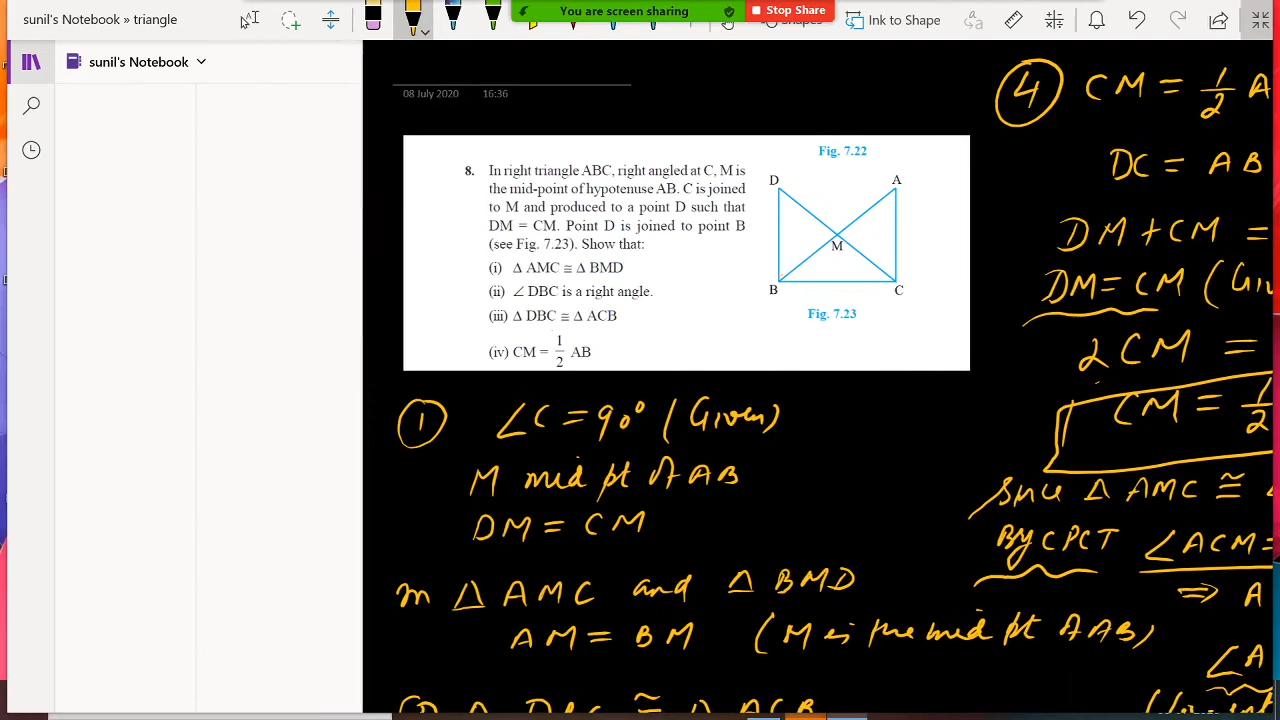 sunil's Notebook » triangle
You are screen sharing
Stop Share
Ink to Shape
sunil's Notebook
08 July 2020 16:36
Fig. 7.22
8. In right triangle ABC, right angled at C, M is
the mid-point of hypotenuse AB. C is joined
to M and produced to a point D such that
DM = CM. Point D is joined to point B
(see Fig. 7.23). Show that:
(i) Δ AMC ≅ Δ BMD
(ii) ∠ DBC is a right angle.
(iii) Δ DBC ≅ Δ ACB
(iv) CM = 1/2 AB
D A
M
B C
Fig. 7.23
① ∠C = 90° (Given)
M mid pt of AB
DM = CM
In Δ AMC and Δ BMD
AM = BM (M is the mid pt of AB)
Δ DBC ≅ Δ ACB
④ CM = 1/2 A
DC = AB
DM + CM =
DM = CM (Giv
2 CM =
CM = 1/2
Since Δ AMC ≅
By CPCT ∠ACM =
⇒ A
∠A